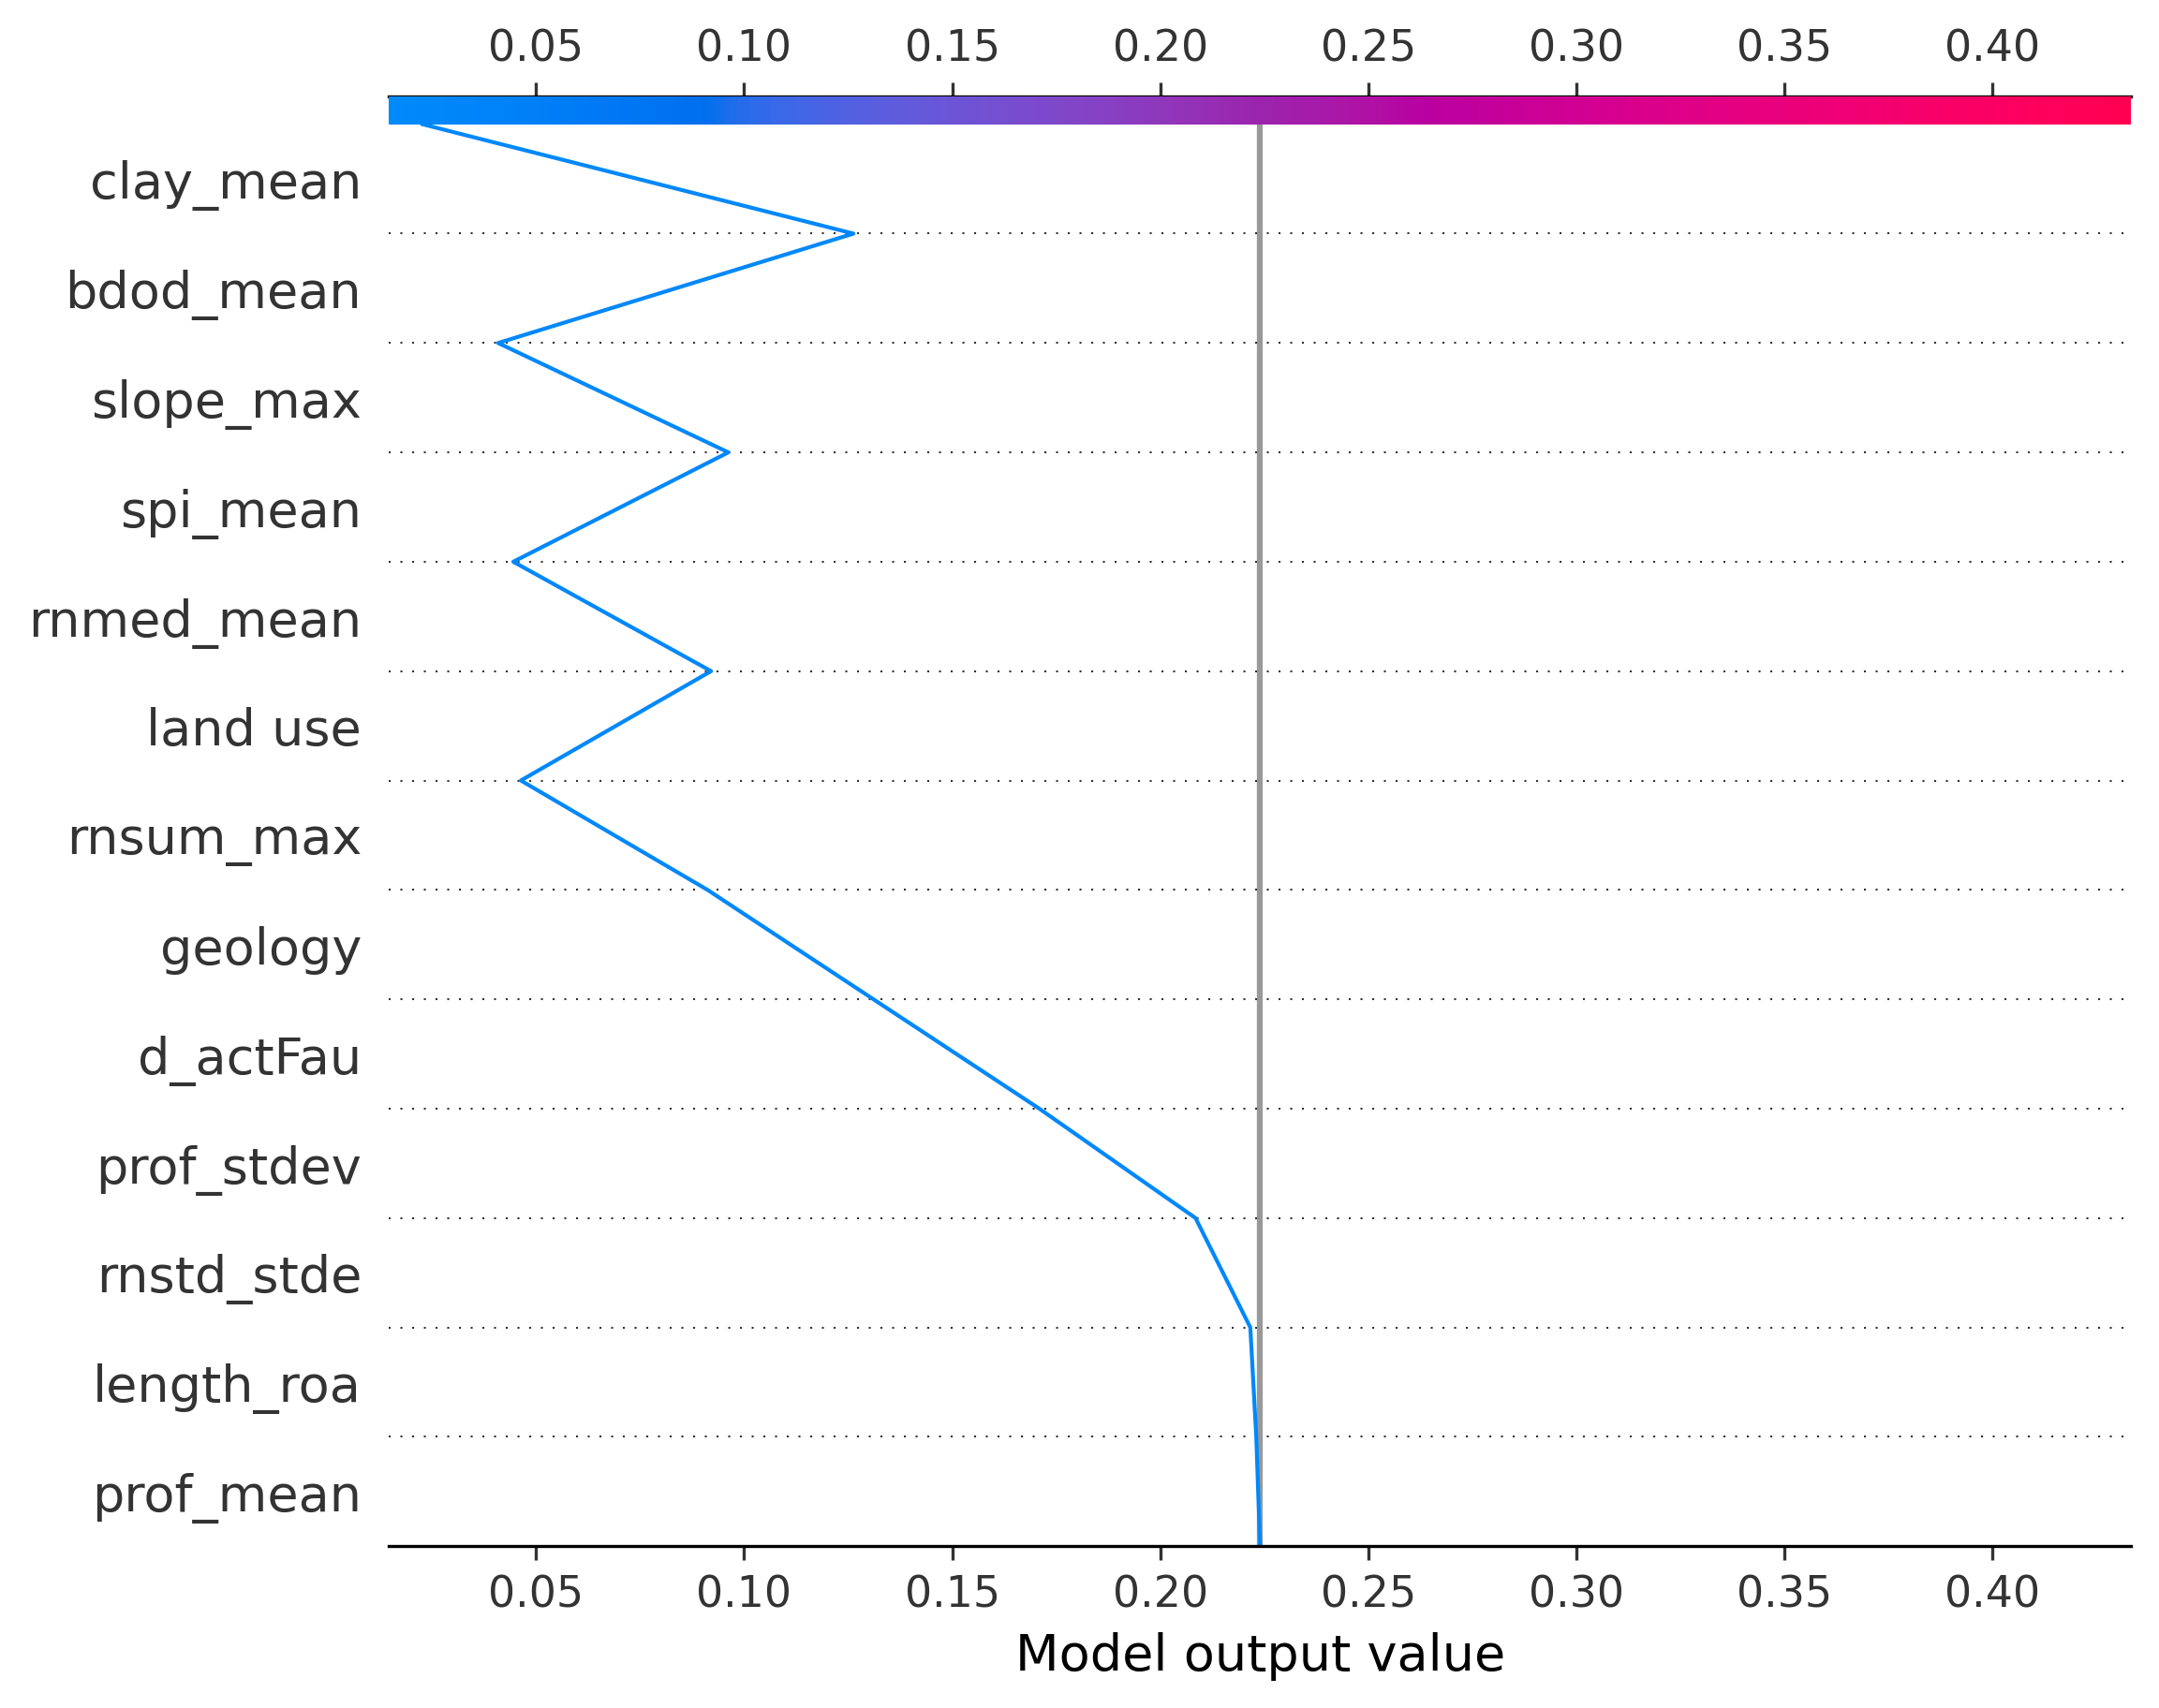 0.05 0.10 0.15 0.20 0.25 0.30 0.35 0.40
clay_mean
bdod_mean
slope_max
spi_mean
rnmed_mean
land use
rnsum_max
geology
d_actFau
prof_stdev
rnstd_stde
length_roa
prof_mean
0.05 0.10 0.15 0.20 0.25 0.30 0.35 0.40
Model output value